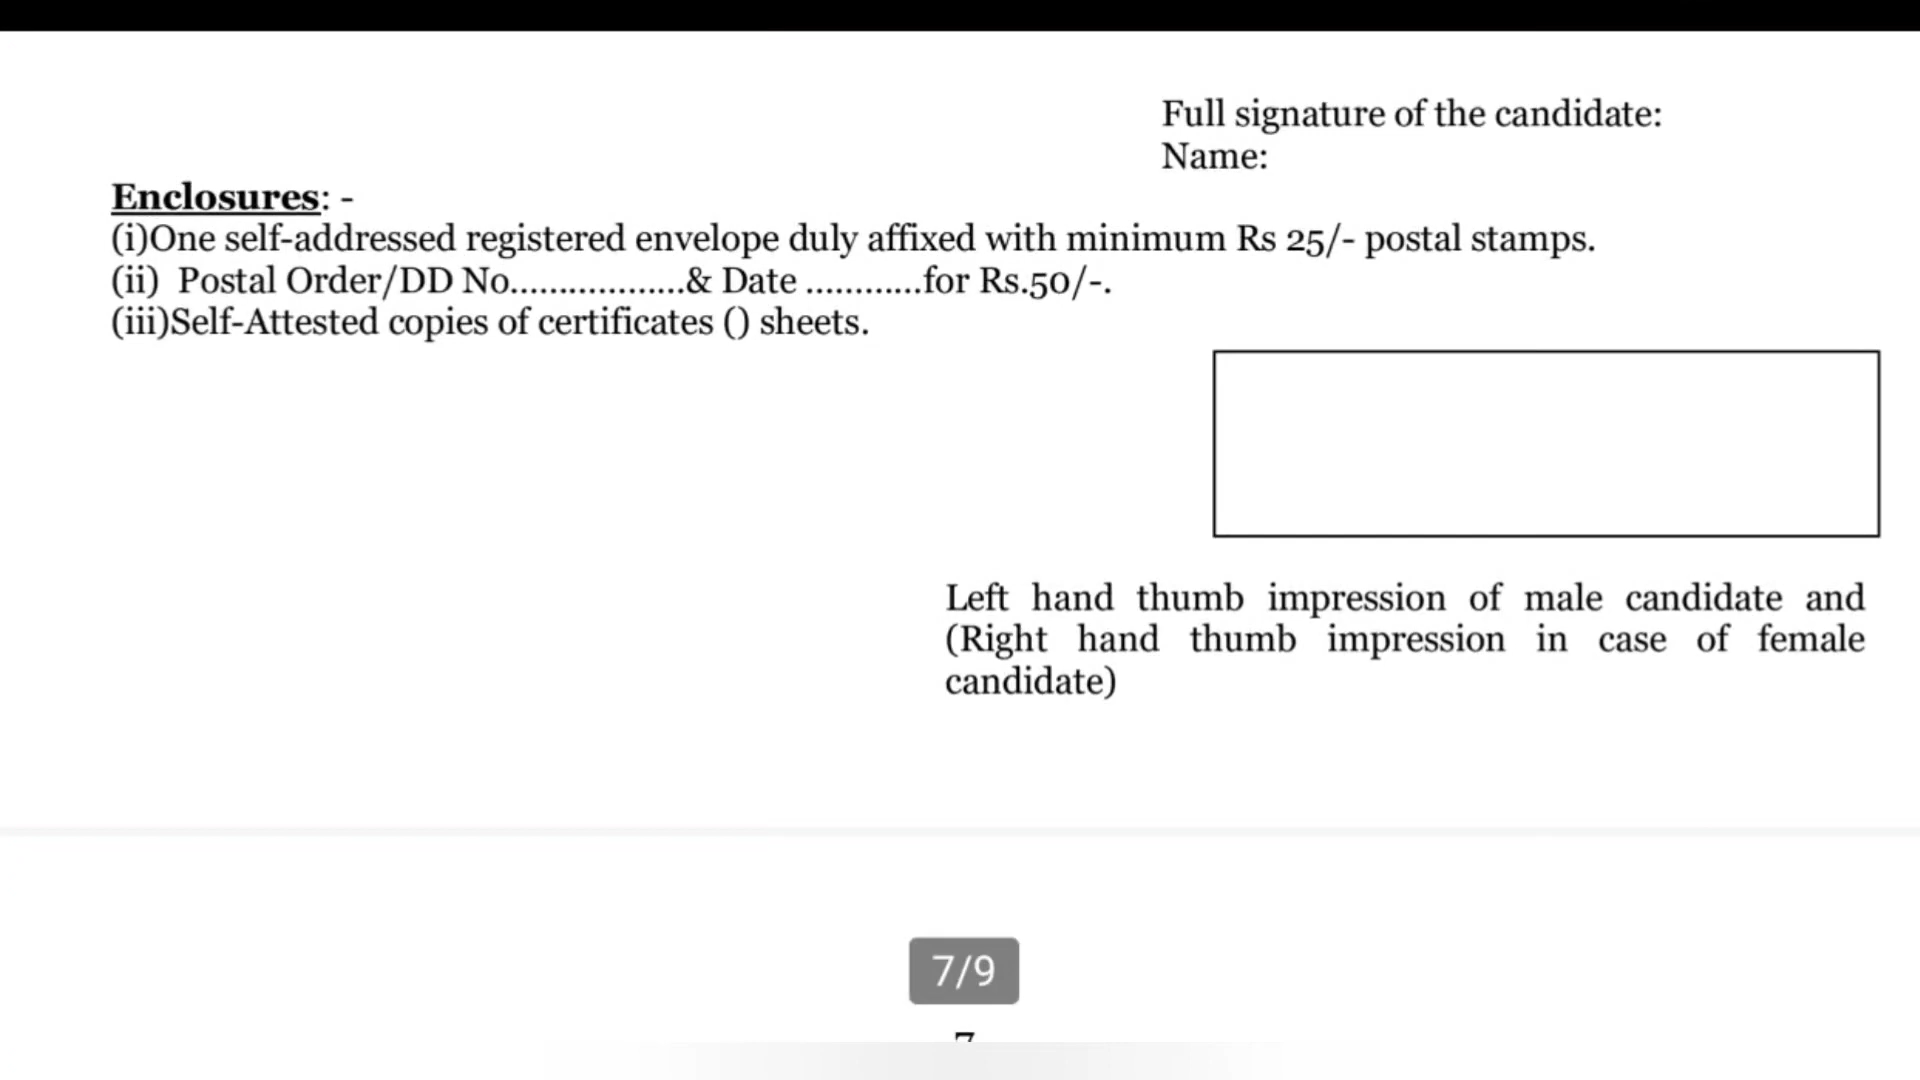 Full signature of the candidate:
Name:
Enclosures: -
(i)One self-addressed registered envelope duly affixed with minimum Rs 25/- postal stamps.
(ii) Postal Order/DD No..................& Date ............for Rs.50/-.
(iii)Self-Attested copies of certificates () sheets.
Left hand thumb impression of male candidate and
(Right hand thumb impression in case of female
candidate)
7/9